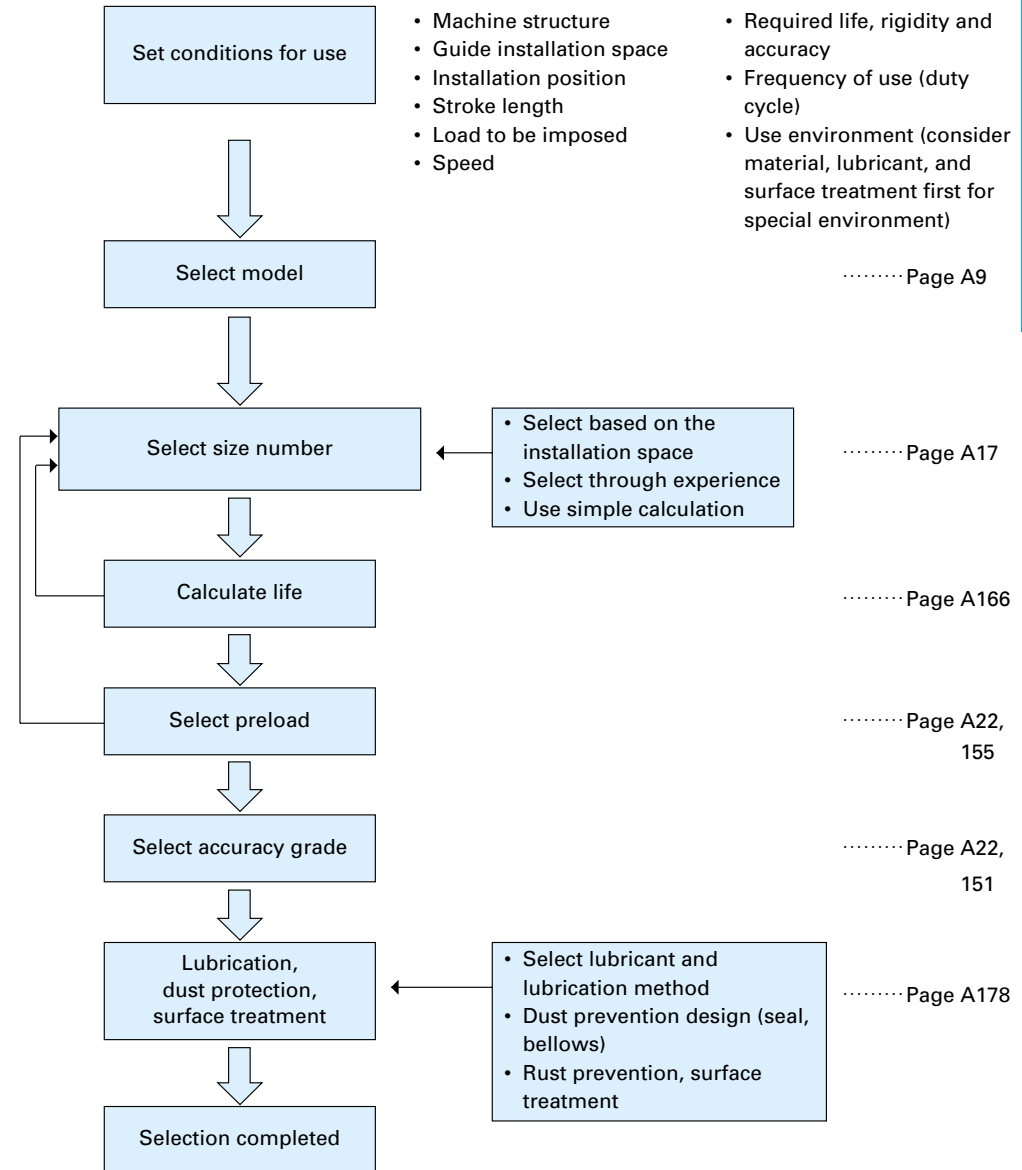 Set conditions for use
• Machine structure
• Guide installation space
• Installation position
• Stroke length
• Load to be imposed
• Speed
• Required life, rigidity and
accuracy
• Frequency of use (duty
cycle)
• Use environment (consider
material, lubricant, and
surface treatment first for
special environment)
Select model
·········Page A9
Select size number
• Select based on the
installation space
• Select through experience
• Use simple calculation
·········Page A17
Calculate life
·········Page A166
Select preload
·········Page A22,
155
Select accuracy grade
·········Page A22,
151
Lubrication,
dust protection,
surface treatment
• Select lubricant and
lubrication method
• Dust prevention design (seal,
bellows)
• Rust prevention, surface
treatment
·········Page A178
Selection completed